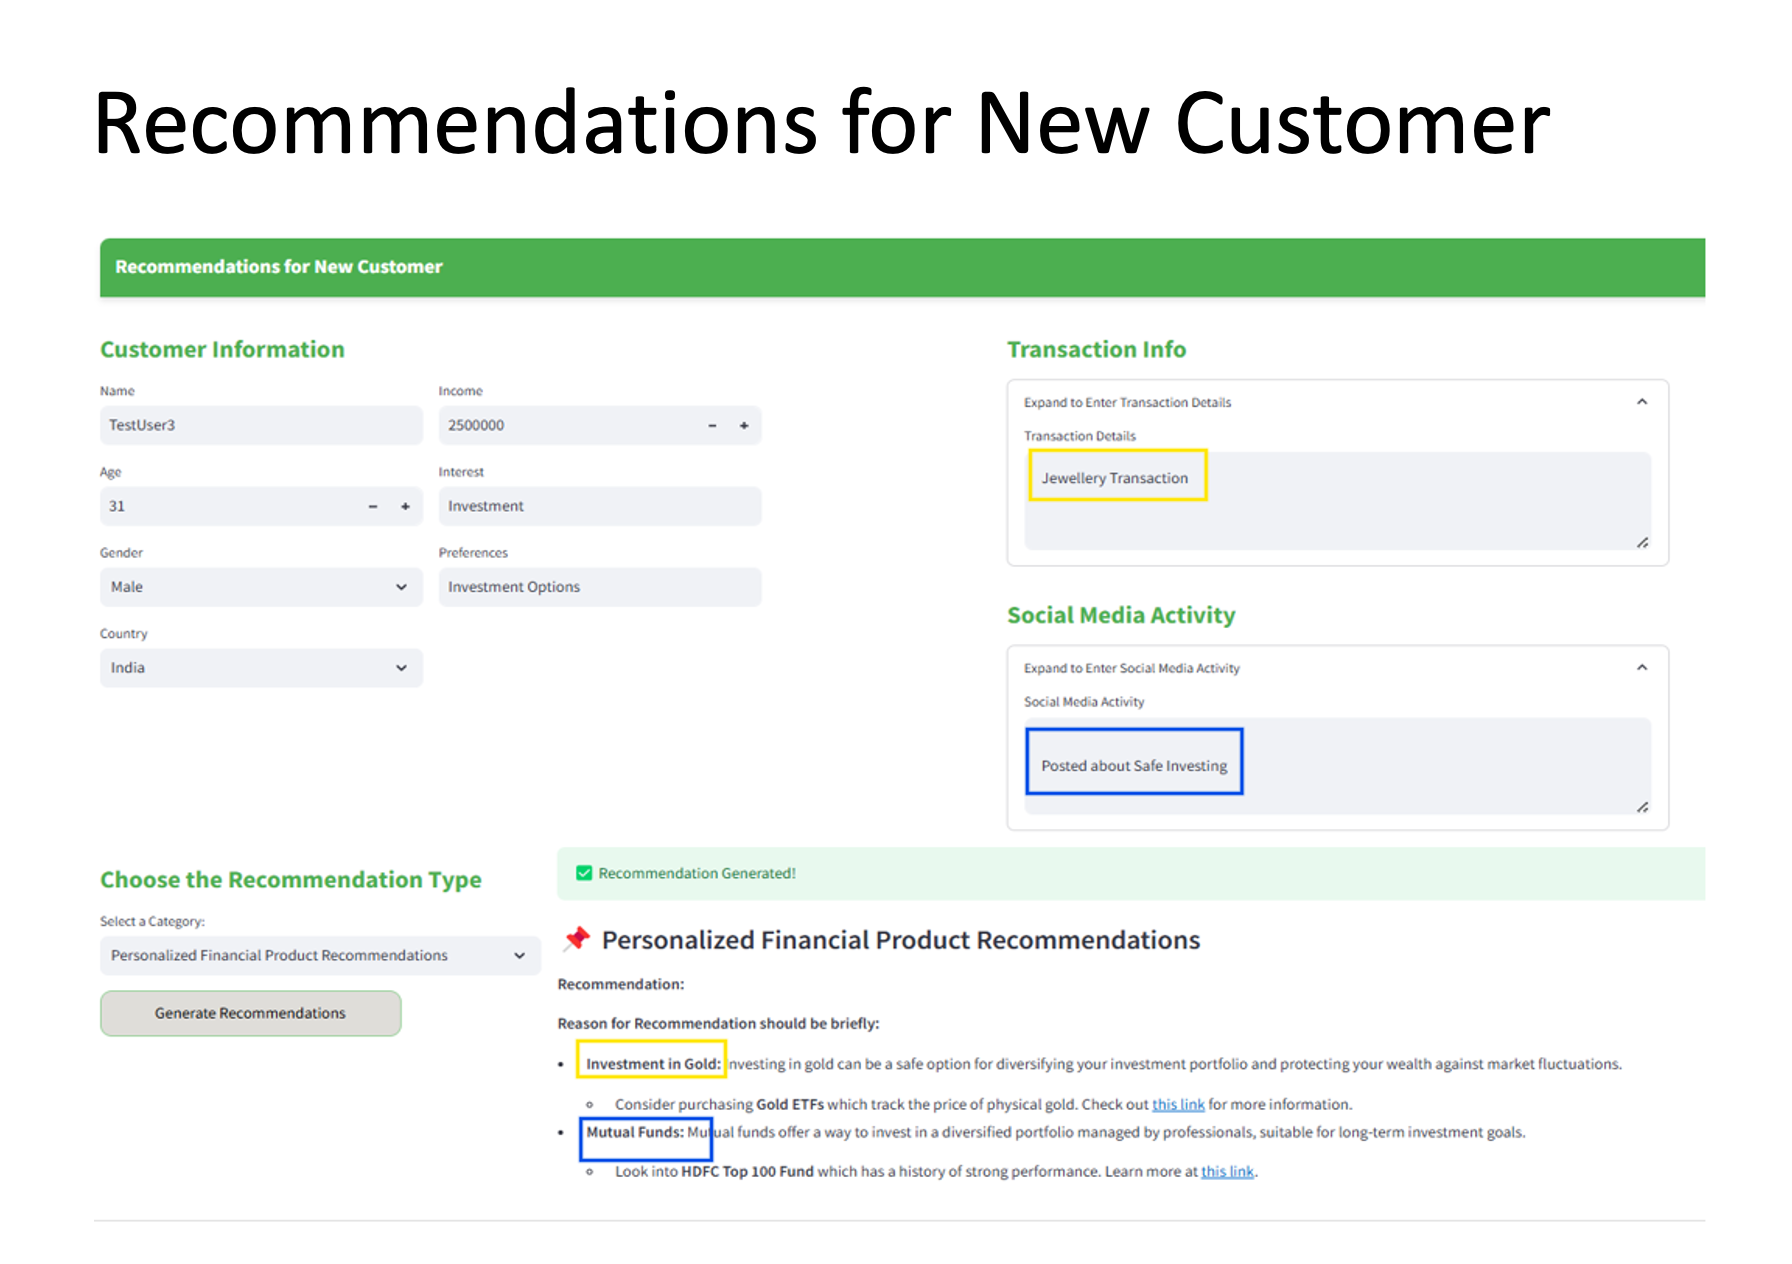 Recommendations for New Customer
Recommendations for New Customer
Customer Information
Name
TestUser3
Income
2500000
Age
31
Interest
Investment
Gender
Male
Preferences
Investment Options
Country
India
Transaction Info
Expand to Enter Transaction Details
Transaction Details
Jewellery Transaction
Social Media Activity
Expand to Enter Social Media Activity
Social Media Activity
Posted about Safe Investing
Choose the Recommendation Type
Select a Category:
Personalized Financial Product Recommendations
Generate Recommendations
Recommendation Generated!
Personalized Financial Product Recommendations
Recommendation:
Reason for Recommendation should be briefly:
• Investment in Gold: Investing in gold can be a safe option for diversifying your investment portfolio and protecting your wealth against market fluctuations.
◦ Consider purchasing Gold ETFs which track the price of physical gold. Check out this link for more information.
• Mutual Funds: Mutual funds offer a way to invest in a diversified portfolio managed by professionals, suitable for long-term investment goals.
◦ Look into HDFC Top 100 Fund which has a history of strong performance. Learn more at this link.